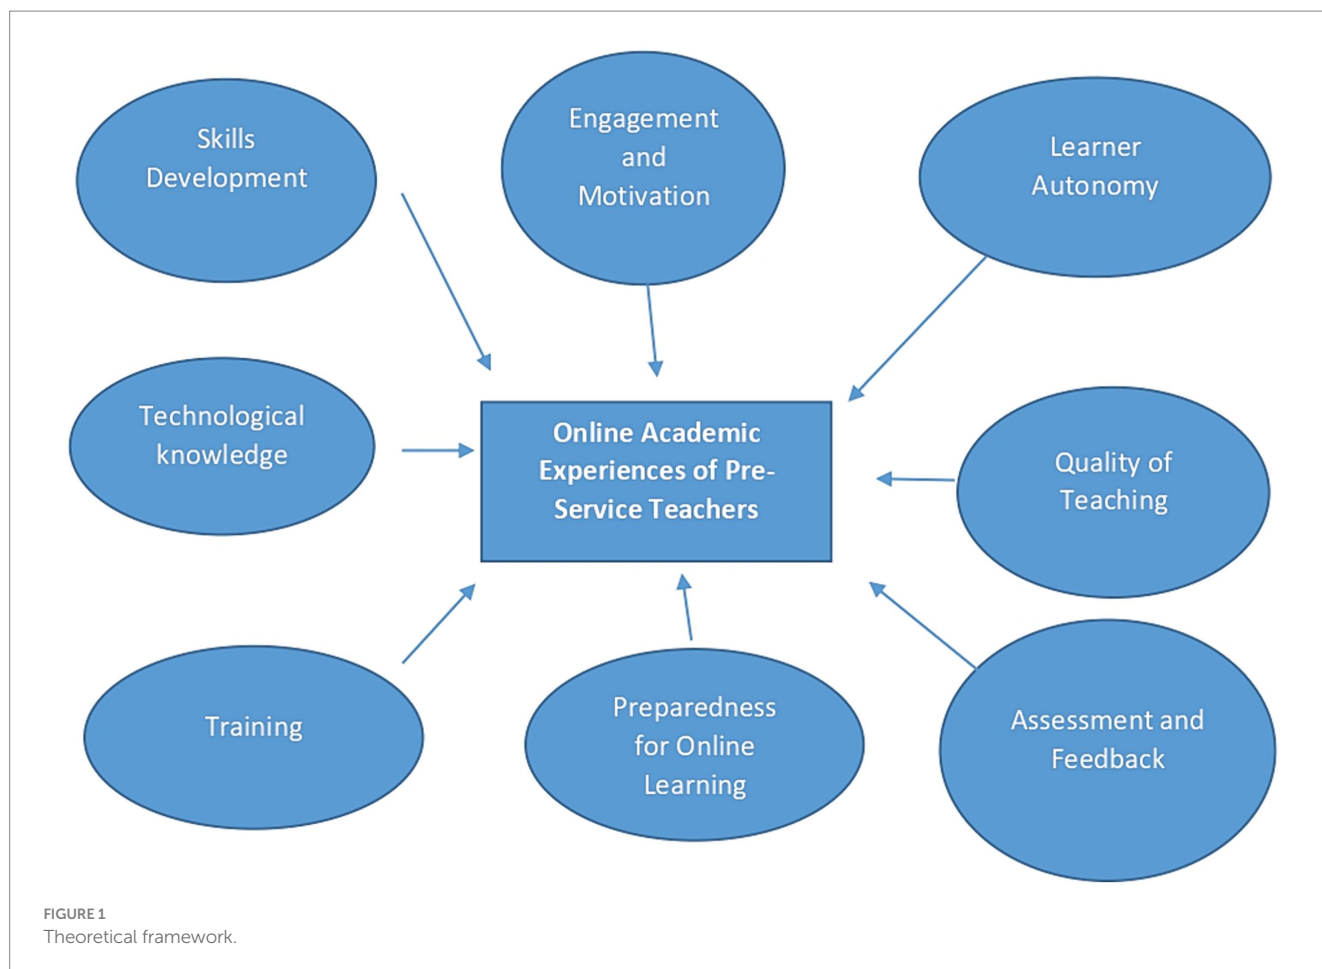 Skills
Development
Engagement
and
Motivation
Learner
Autonomy
Technological
knowledge
Online Academic
Experiences of Pre-
Service Teachers
Quality of
Teaching
Training
Preparedness
for Online
Learning
Assessment and
Feedback
FIGURE 1
Theoretical framework.